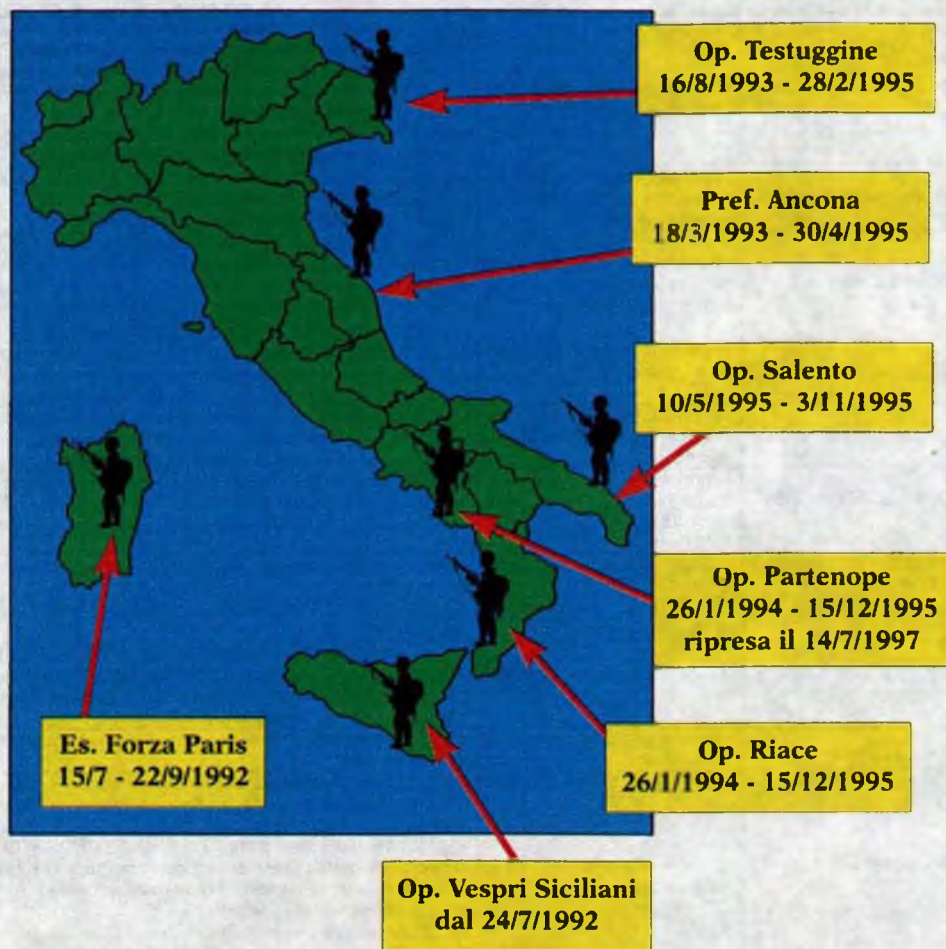 Op. Testuggine
16/8/1993 - 28/2/1995
Pref. Ancona
18/3/1993 - 30/4/1995
Op. Salento
10/5/1995 - 3/11/1995
Op. Partenope
26/1/1994 - 15/12/1995
ripresa il 14/7/1997
Es. Forza Paris
15/7 - 22/9/1992
Op. Riace
26/1/1994 - 15/12/1995
Op. Vespri Siciliani
dal 24/7/1992